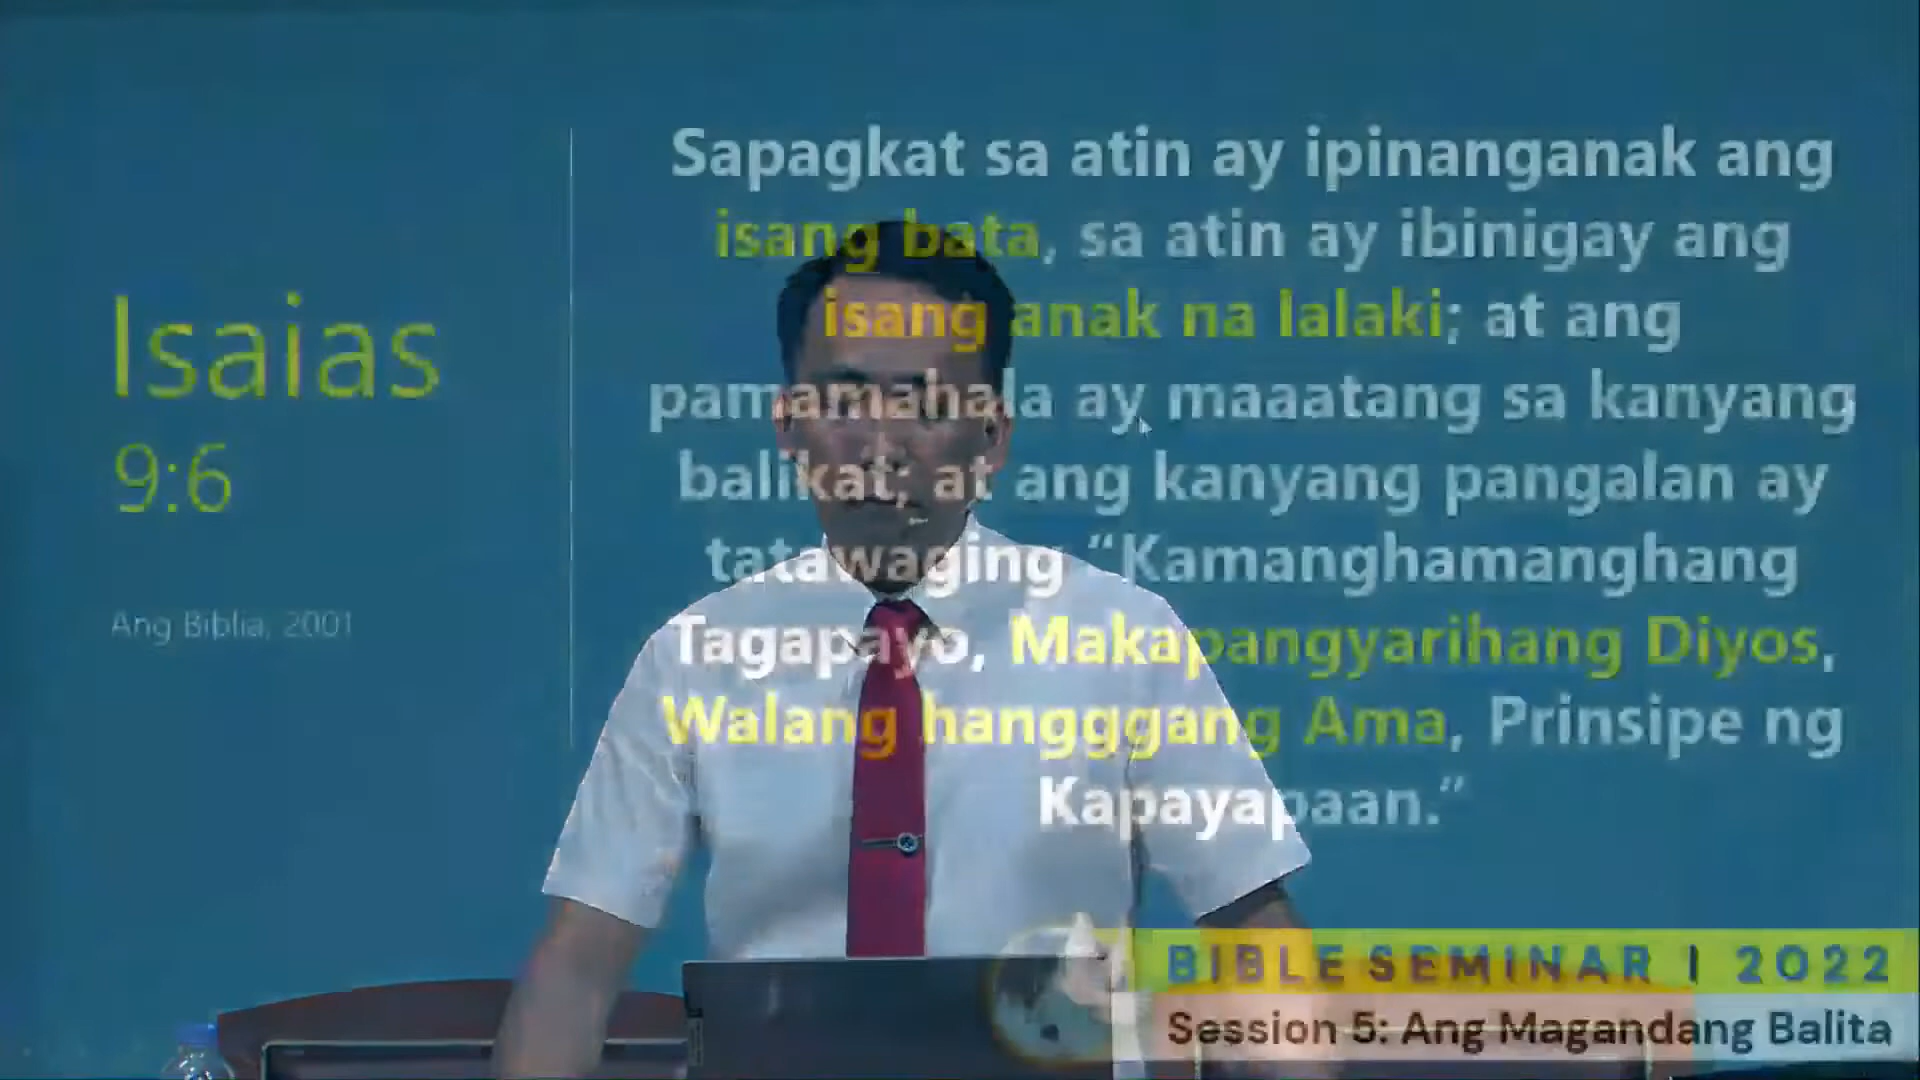 Isaias
9:6
Ang Biblia, 2001
Sapagkat sa atin ay ipinanganak ang
isang bata, sa atin ay ibinigay ang
isang anak na lalaki; at ang
pamamahala ay maaatang sa kanyang
balikat; at ang kanyang pangalan ay
tatawaging “Kamanghamanghang
Tagapayo, Makapangyarihang Diyos,
Walang hangggang Ama, Prinsipe ng
Kapayapaan.”
BIBLE SEMINAR | 2022
Session 5: Ang Magandang Balita